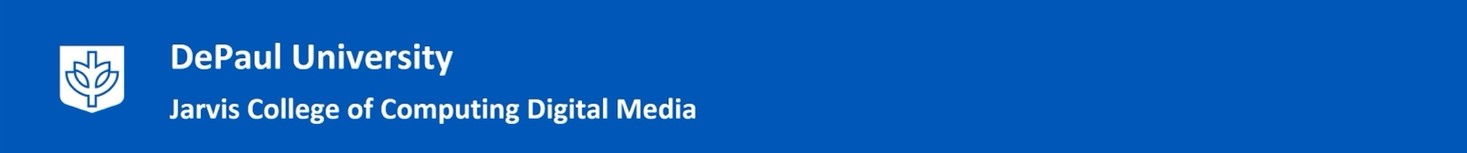 DePaul University
Jarvis College of Computing Digital Media